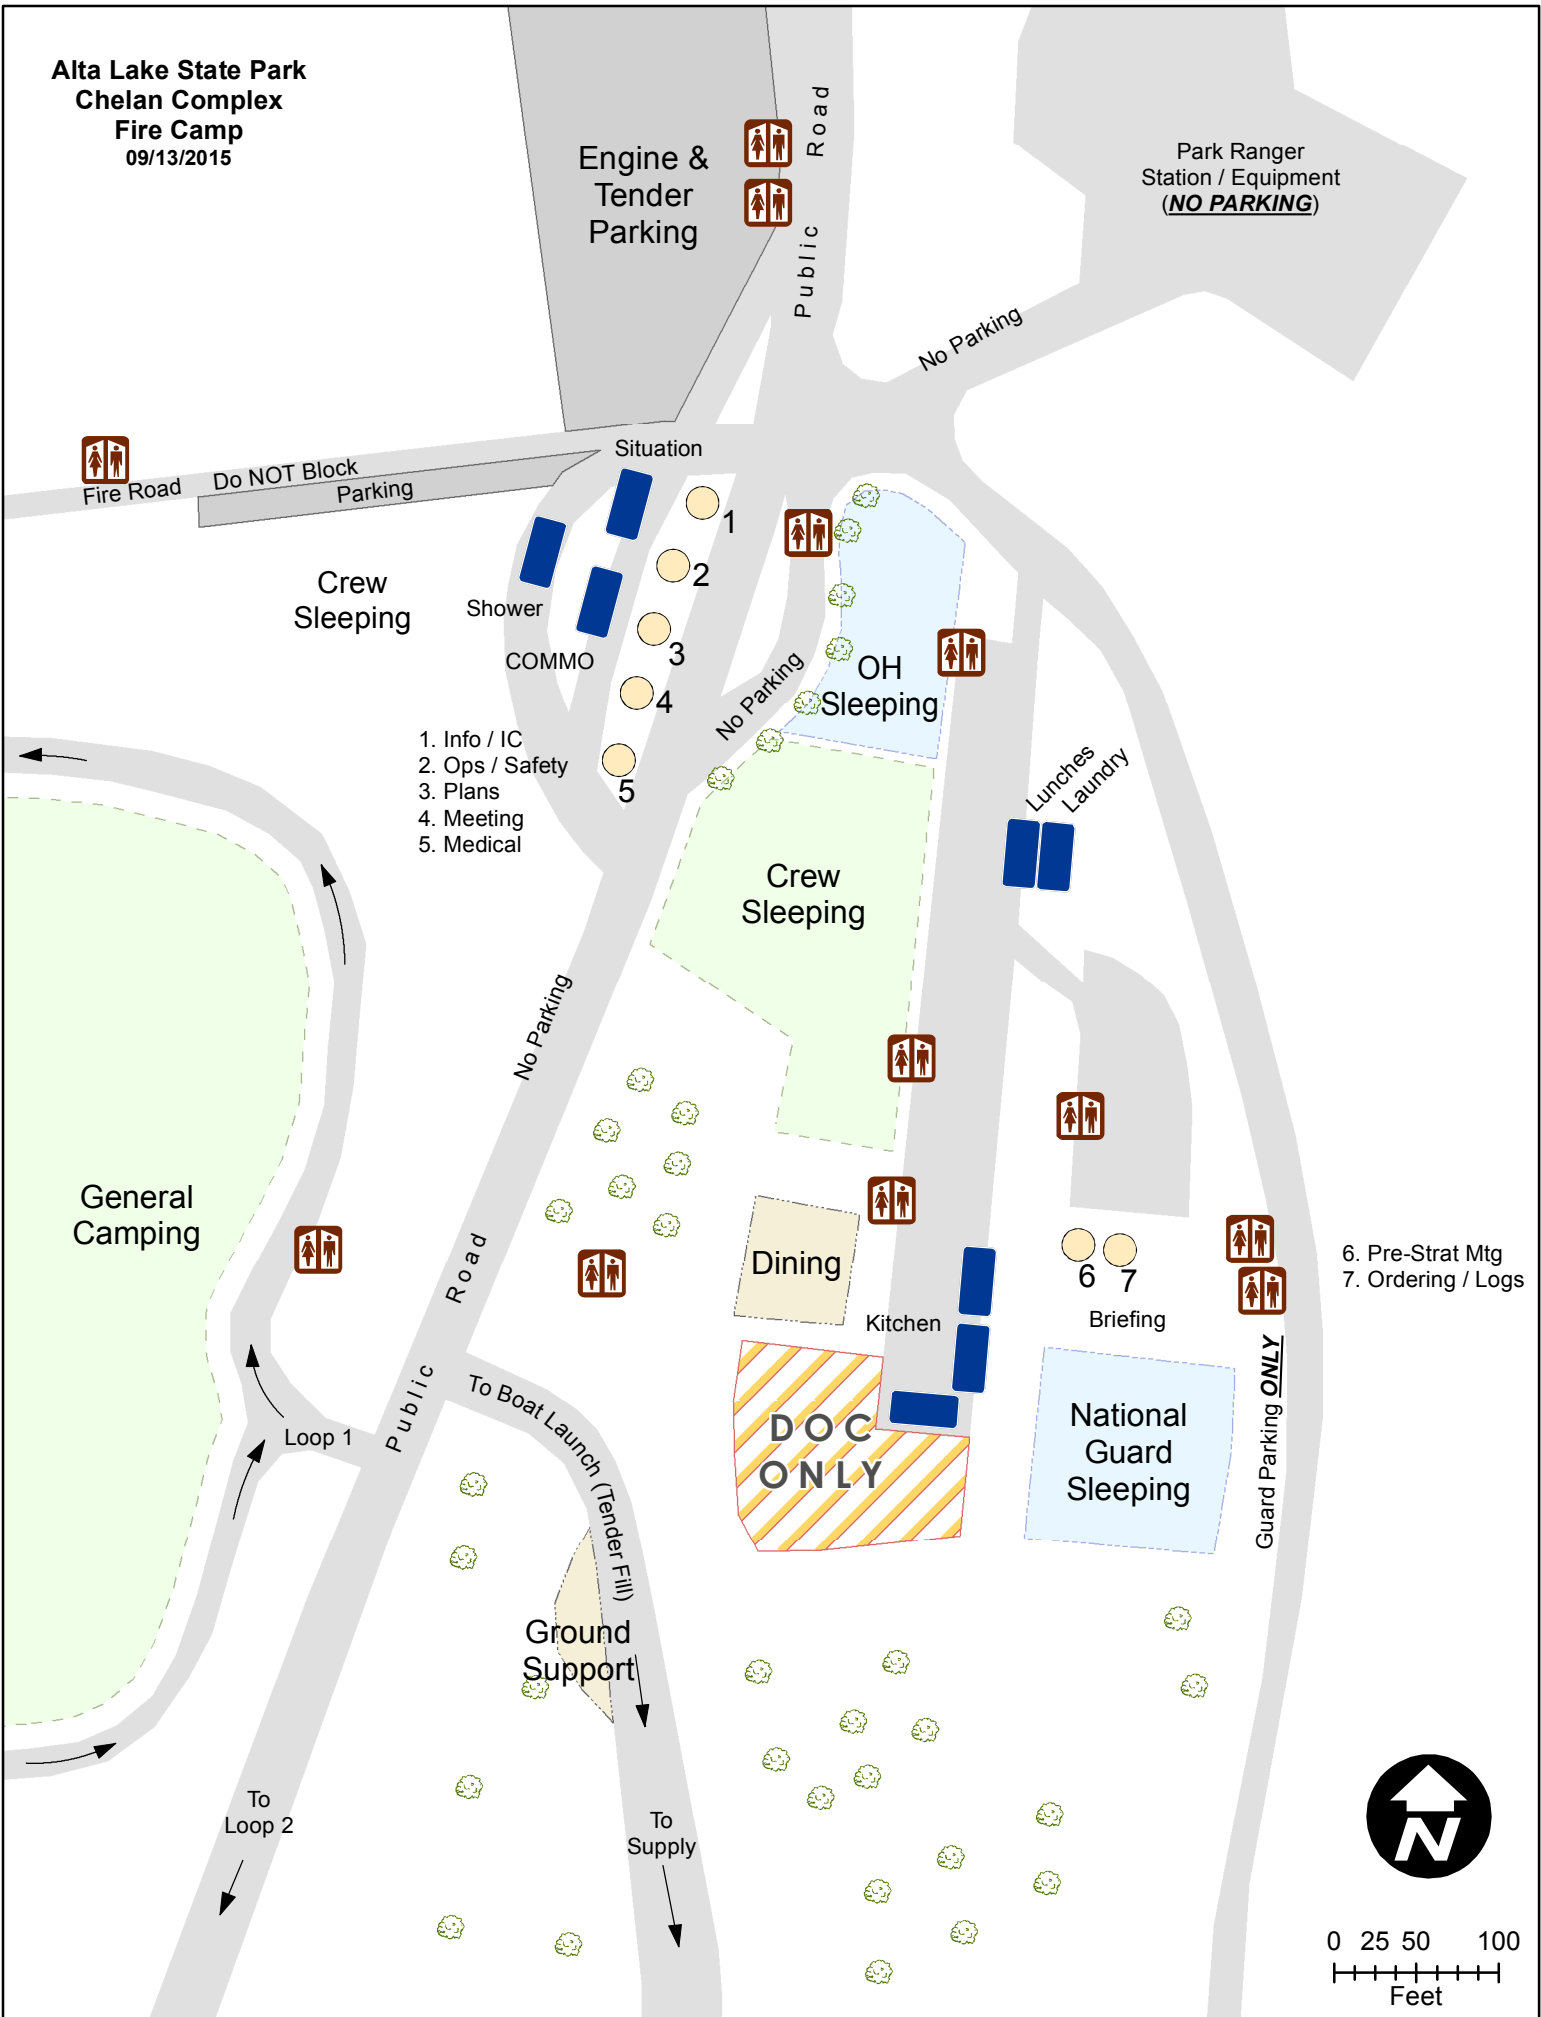 Alta Lake State Park
Chelan Complex
Fire Camp
09/13/2015
Engine &
Tender
Parking
Public Road
Park Ranger
Station / Equipment
(NO PARKING)
No Parking
Situation
Do NOT Block
Fire Road
Parking
1
2
3
4
5
Crew
Sleeping
Shower
COMMO
No Parking
OH
Sleeping
1. Info / IC
2. Ops / Safety
3. Plans
4. Meeting
5. Medical
Lunches
Laundry
Crew
Sleeping
No Parking
General
Camping
Public Road
Dining
Kitchen
6
7
Briefing
6. Pre-Strat Mtg
7. Ordering / Logs
Guard Parking ONLY
To Boat Launch (Tender Fill)
Loop 1
DOC
ONLY
National
Guard
Sleeping
Ground
Support
To
Loop 2
To
Supply
N
0 25 50 100
Feet